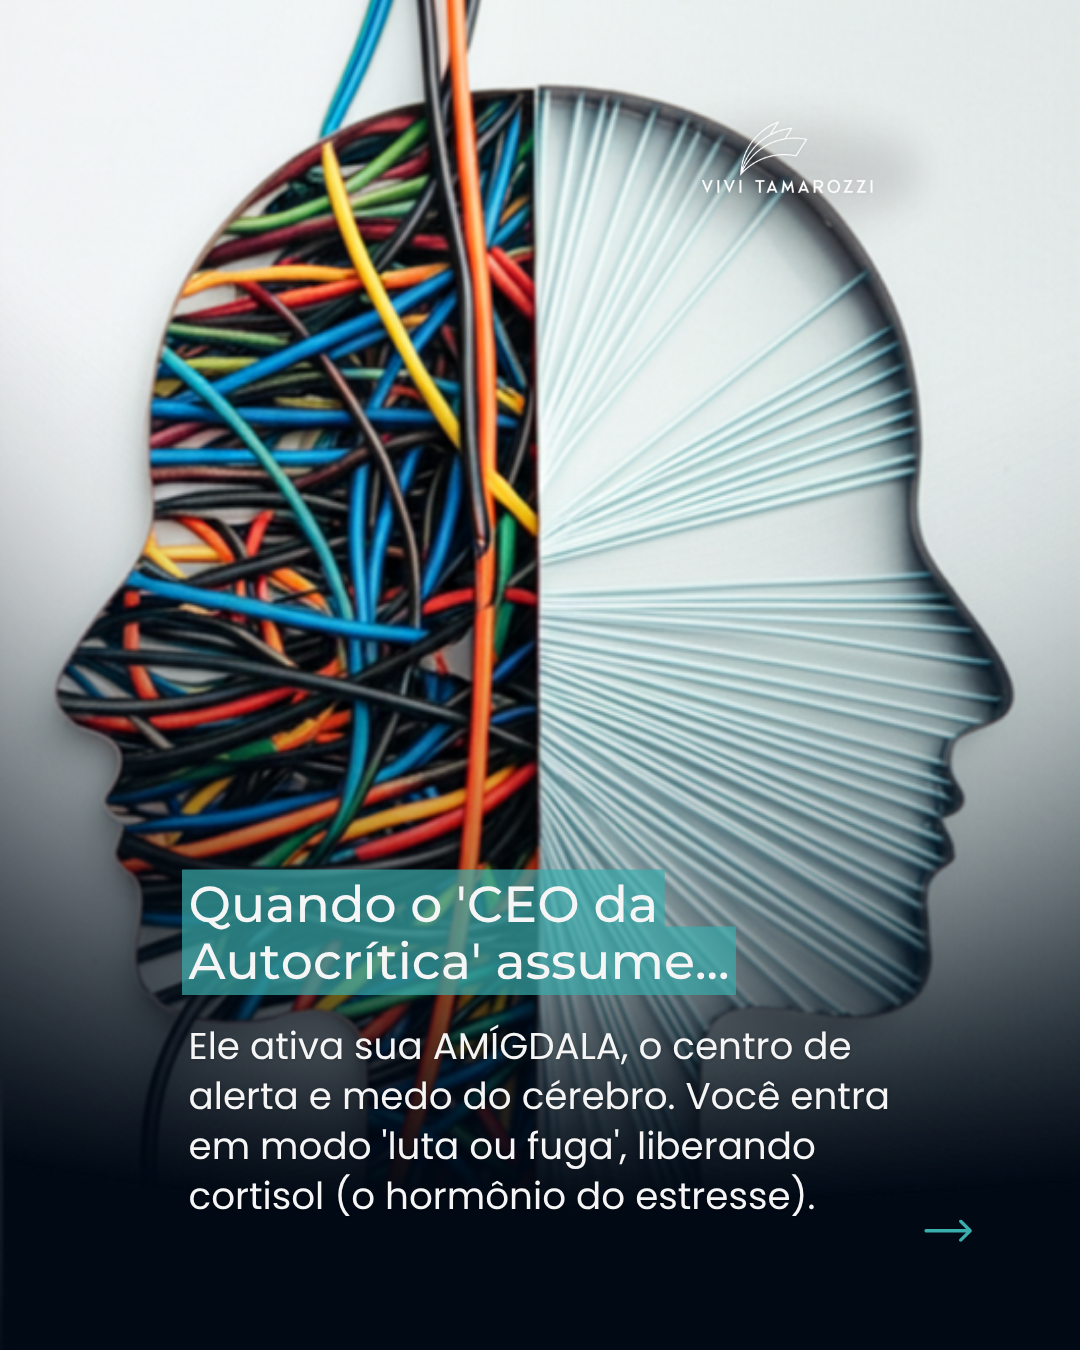 VIVI TAMAROZZI
Quando o 'CEO da
Autocrítica' assume...
Ele ativa sua AMÍGDALA, o centro de
alerta e medo do cérebro. Você entra
em modo 'luta ou fuga', liberando
cortisol (o hormônio do estresse).